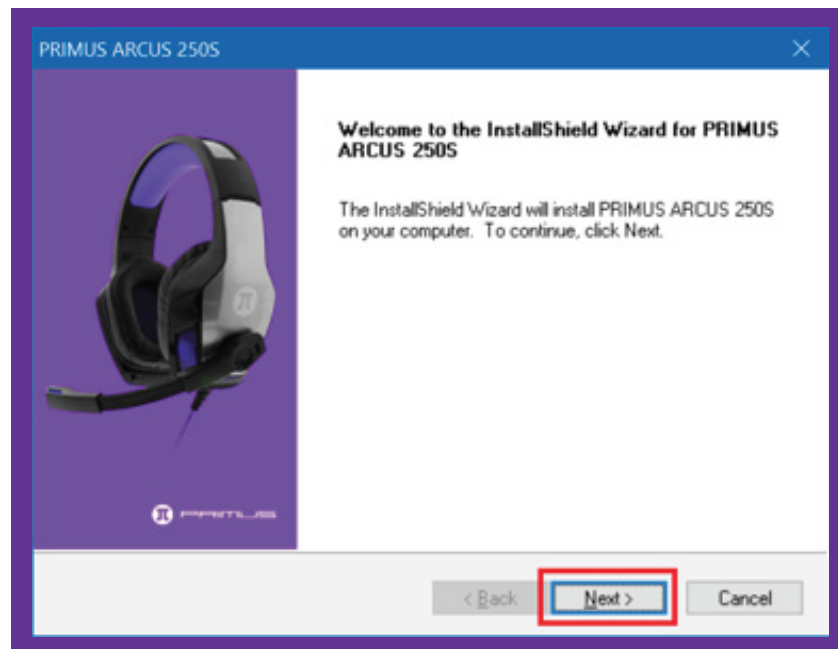 PRIMUS ARCUS 250S
Welcome to the InstallShield Wizard for PRIMUS
ARCUS 250S
The InstallShield Wizard will install PRIMUS ARCUS 250S
on your computer. To continue, click Next.
PRIMUS
< Back
Next >
Cancel